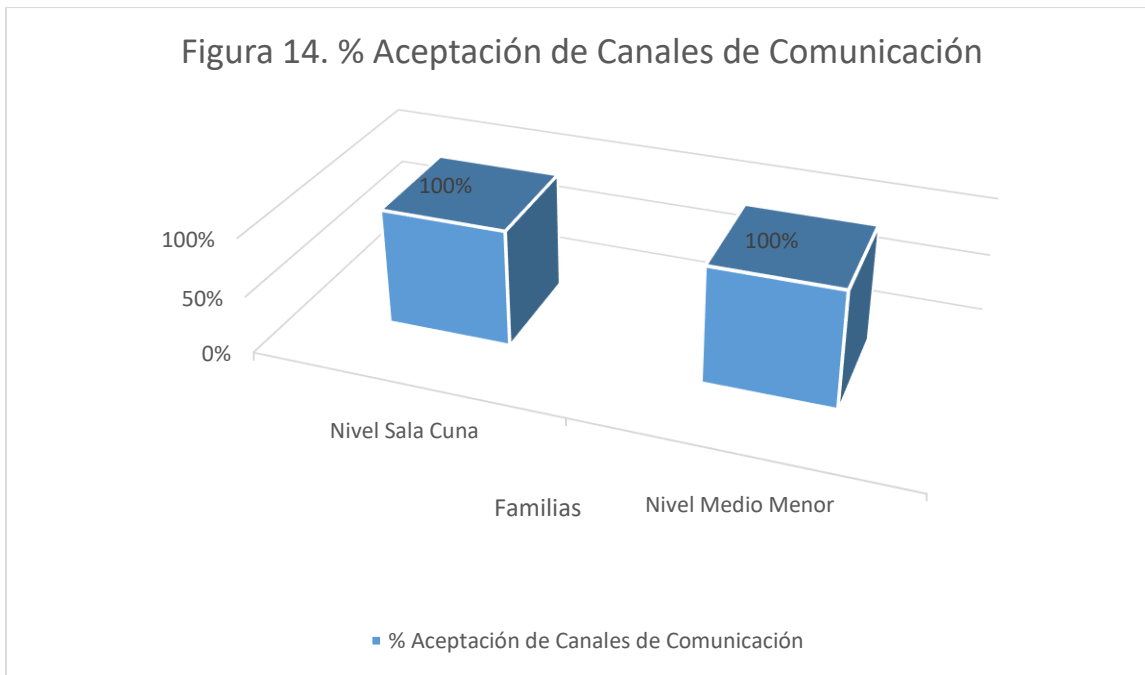 Figura 14. % Aceptación de Canales de Comunicación
100%
100%
100%
50%
0%
Nivel Sala Cuna
Nivel Medio Menor
Familias
% Aceptación de Canales de Comunicación